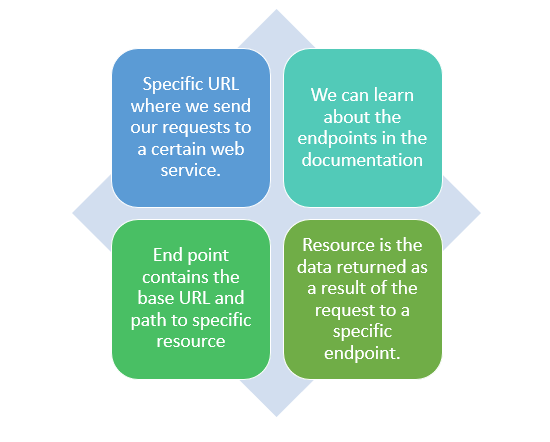 Specific URL
where we send
our requests to
a certain web
service.
We can learn
about the
endpoints in the
documentation
End point
contains the
base URL and
path to specific
resource
Resource is the
data returned as
a result of the
request to a
specific
endpoint.